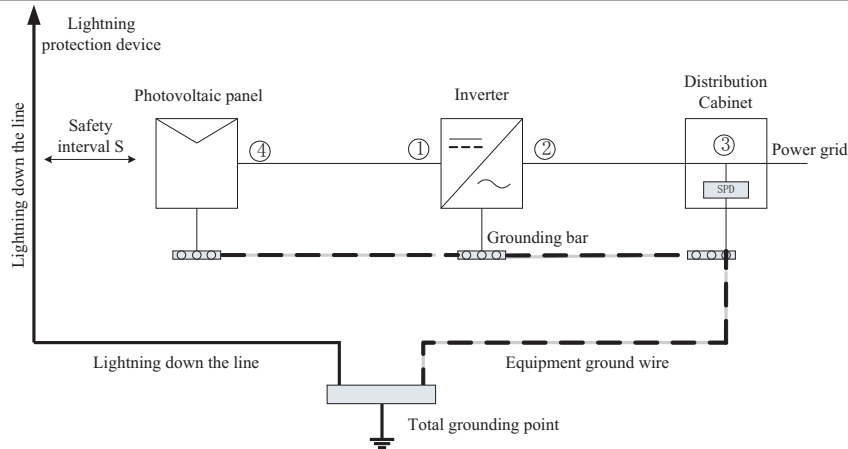 Lightning
protection device
Photovoltaic panel
Inverter
Distribution
Cabinet
Safety
interval S
④
①
②
③
Power grid
SPD
Lightning down the line
Grounding bar
Lightning down the line
Equipment ground wire
Total grounding point